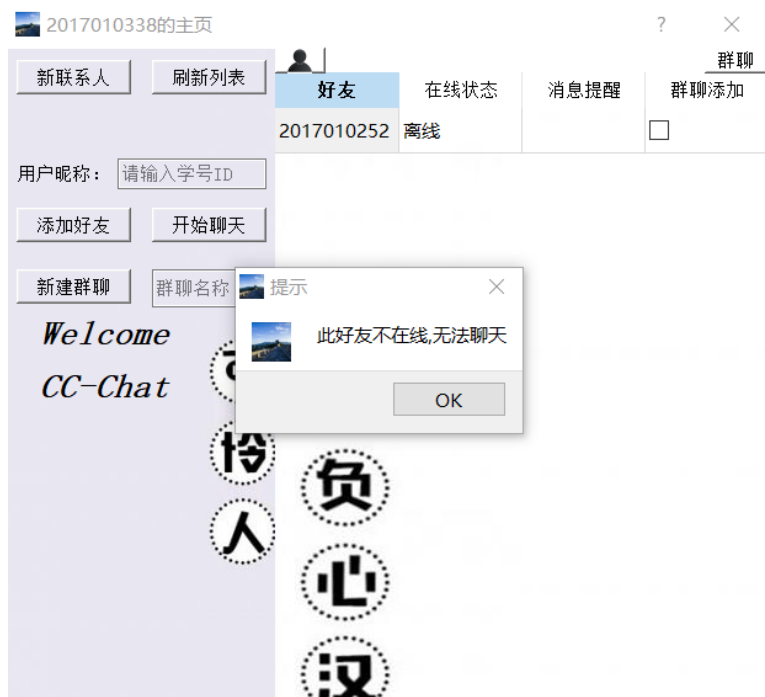 2017010338的主页
?
新联系人
刷新列表
群聊
好友
在线状态
消息提醒
群聊添加
2017010252
离线
用户昵称：
请输入学号ID
添加好友
开始聊天
新建群聊
群聊名称
提示
此好友不在线,无法聊天
OK
Welcome
CC-Chat
怜
人
负
心
汉